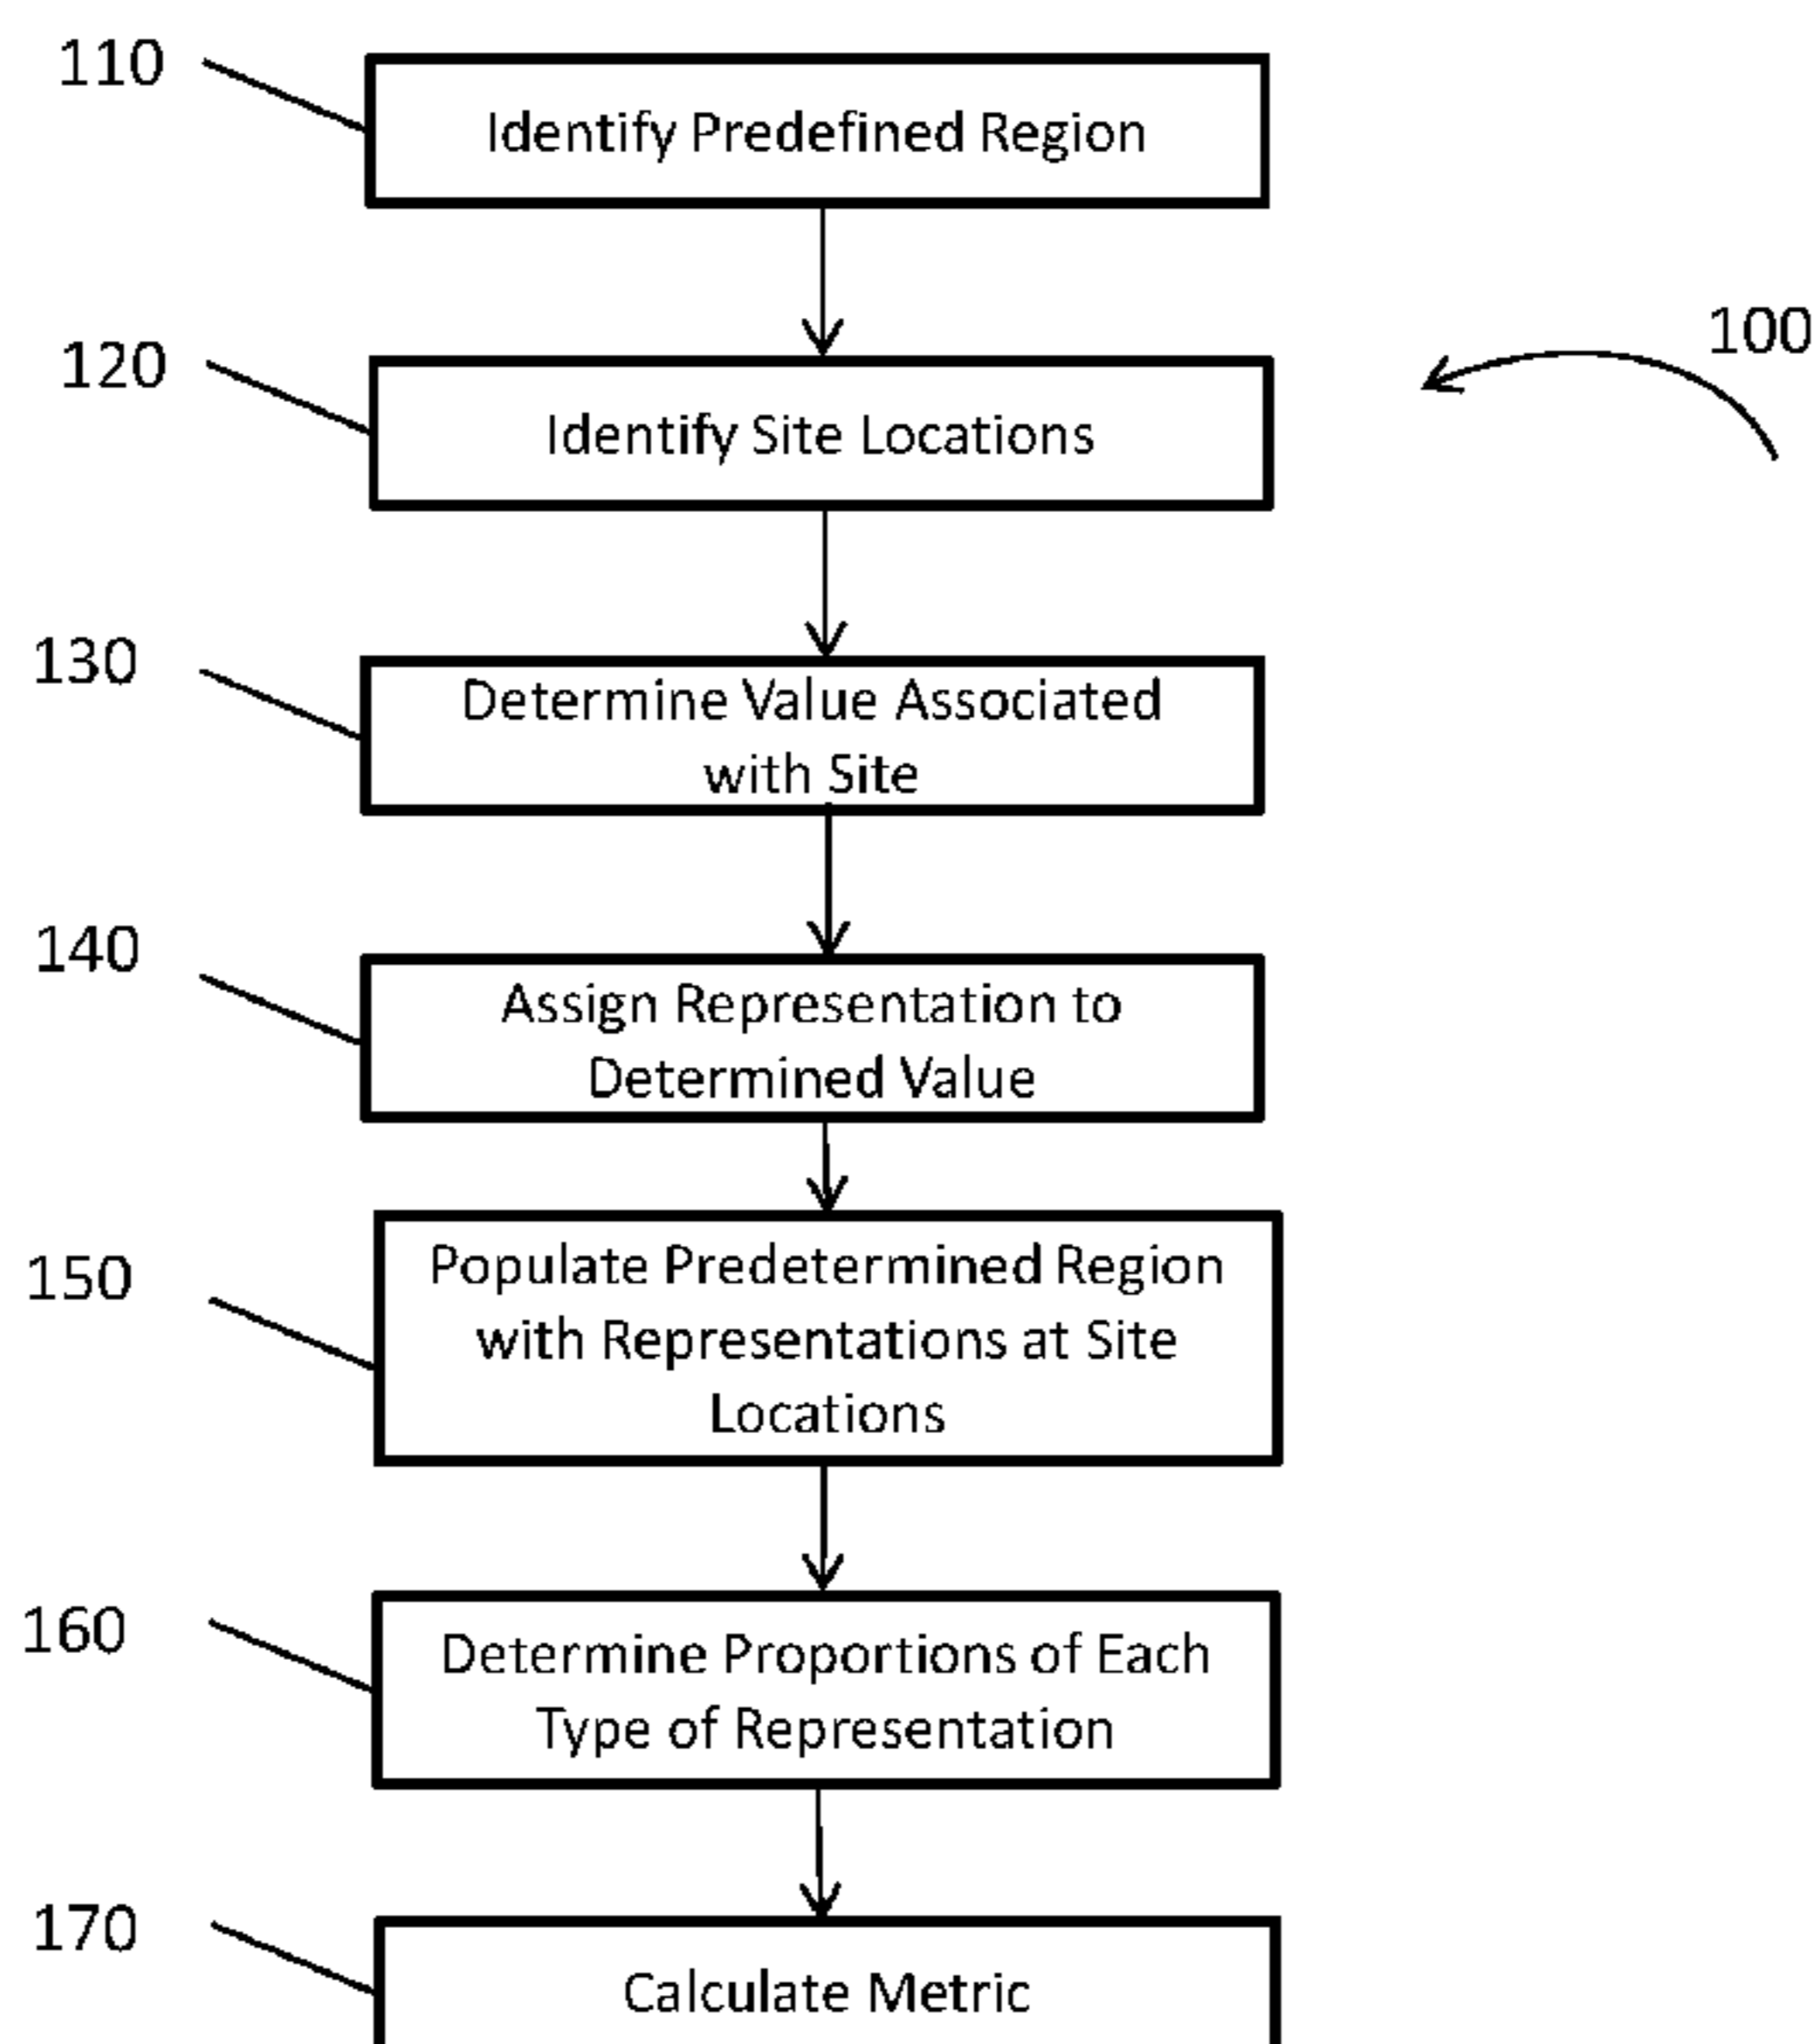 110
Identify Predefined Region
120
Identify Site Locations
100
130
Determine Value Associated
with Site
140
Assign Representation to
Determined Value
150
Populate Predetermined Region
with Representations at Site
Locations
160
Determine Proportions of Each
Type of Representation
170
Calculate Metric